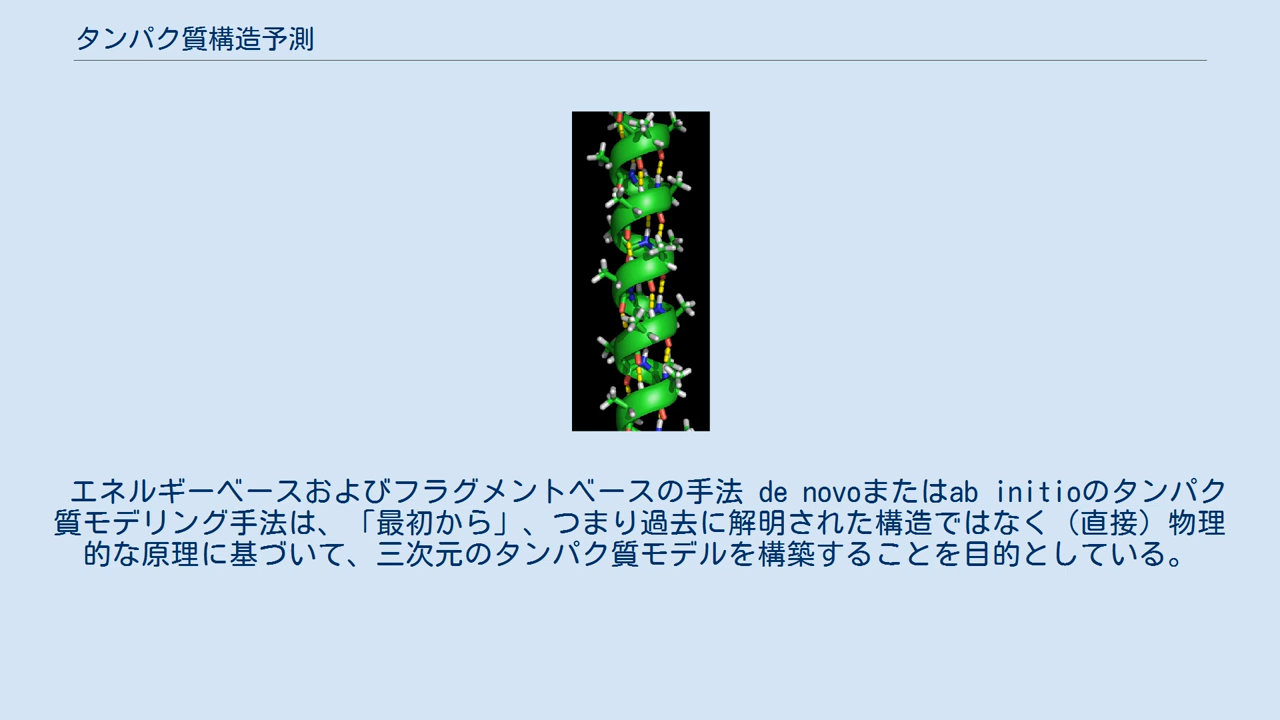 タンパク質構造予測
エネルギーベースおよびフラグメントベースの手法 de novoまたはab initioのタンパク
質モデリング手法は、「最初から」、つまり過去に解明された構造ではなく（直接）物理
的な原理に基づいて、三次元のタンパク質モデルを構築することを目的としている。